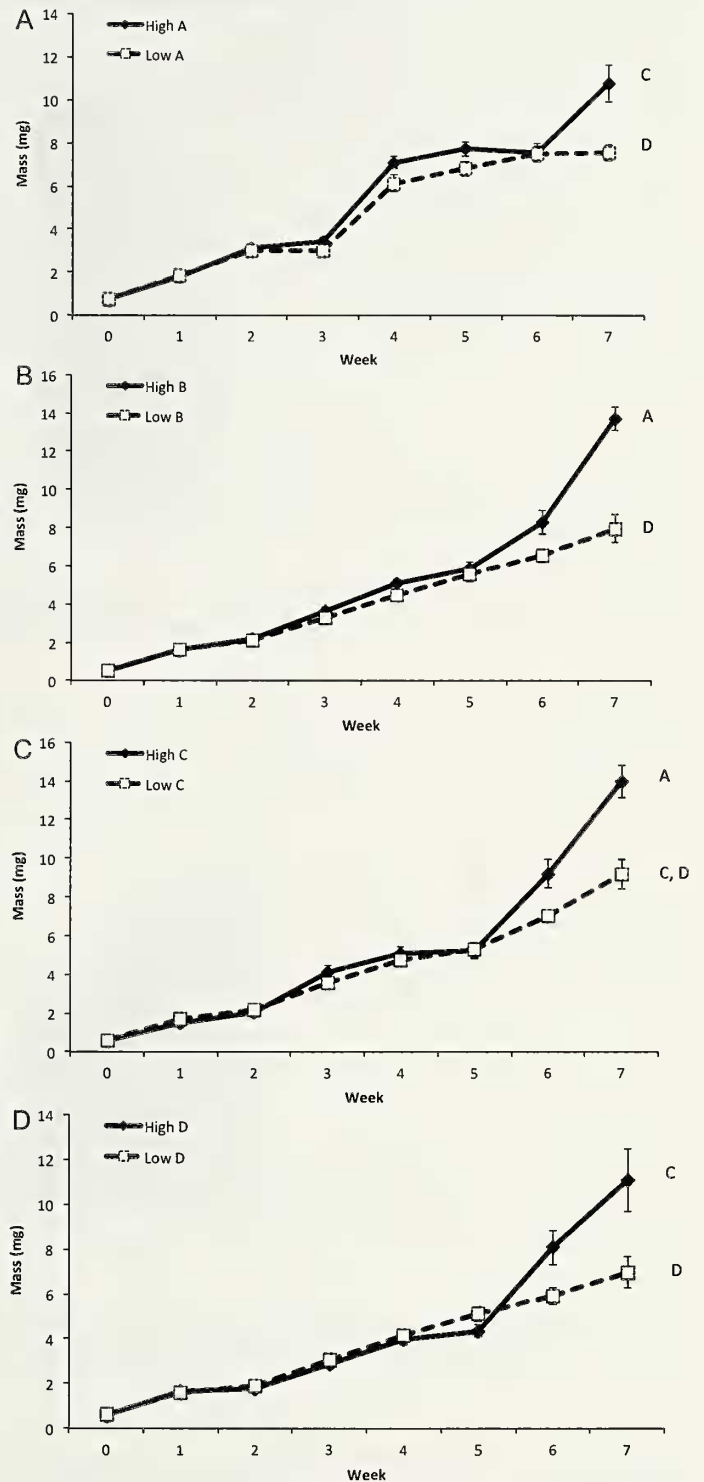 A
14
12
10
8
6
4
2
0
Mass (mg)
High A
Low A
C
D
0 1 2 3 4 5 6 7
Week
B
16
14
12
10
8
6
4
2
0
Mass (mg)
High B
Low B
A
D
0 1 2 3 4 5 6 7
Week
C
16
14
12
10
8
6
4
2
0
Mass (mg)
High C
Low C
A
C, D
0 1 2 3 4 5 6 7
Week
D
14
12
10
8
6
4
2
0
Mass (mg)
High D
Low D
C
D
0 1 2 3 4 5 6 7
Week